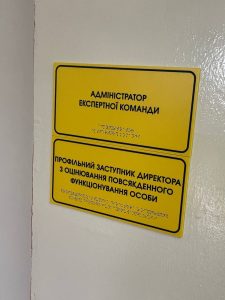 АДМІНІСТРАТОР
ЕКСПЕРТНОЇ КОМАНДИ
ПРОФІЛЬНИЙ ЗАСТУПНИК ДИРЕКТОРА
З ОЦІНЮВАННЯ ПОВСЯКДЕННОГО
ФУНКЦІОНУВАННЯ ОСОБИ